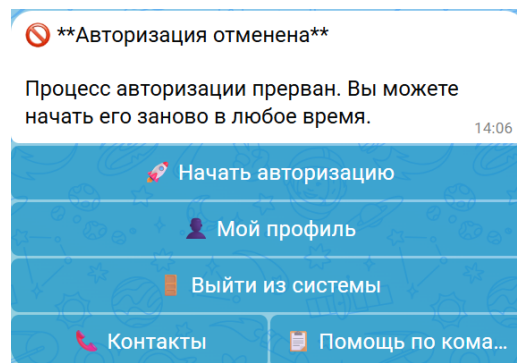 🚫 **Авторизация отменена**
Процесс авторизации прерван. Вы можете
начать его заново в любое время.
14:06
🚀 Начать авторизацию
👤 Мой профиль
🚪 Выйти из системы
📞 Контакты
📋 Помощь по кома...